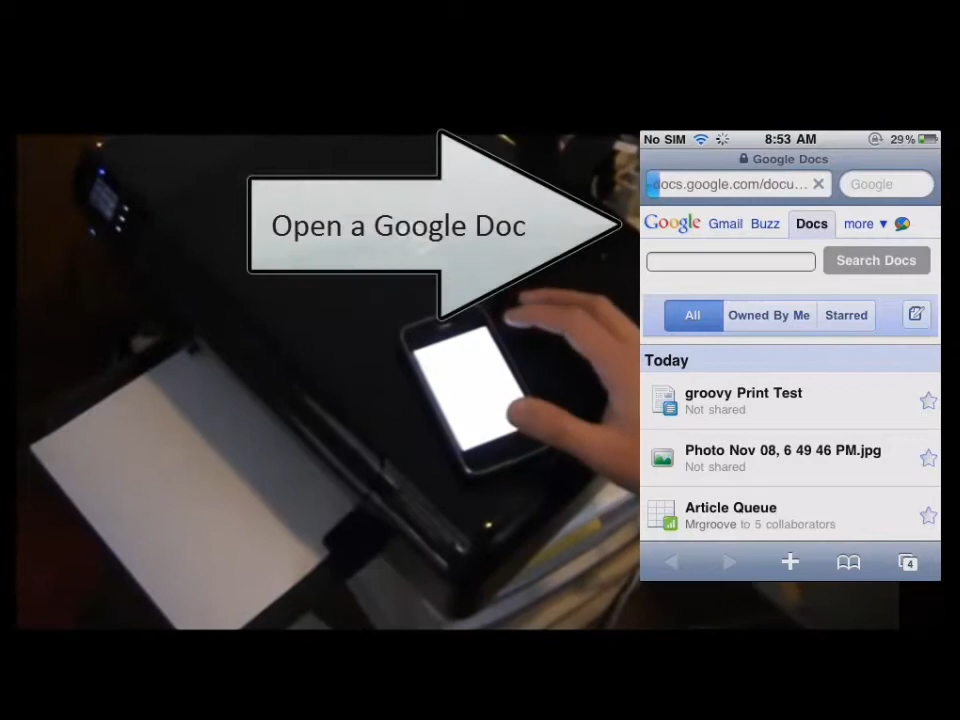 Open a Google Doc
No SIM 8:53 AM 29%
Google Docs
docs.google.com/docu... Google
Google Gmail Buzz Docs more ▼
Search Docs
All Owned By Me Starred
Today
groovy Print Test
Not shared
Photo Nov 08, 6 49 46 PM.jpg
Not shared
Article Queue
Mrgroove to 5 collaborators
4